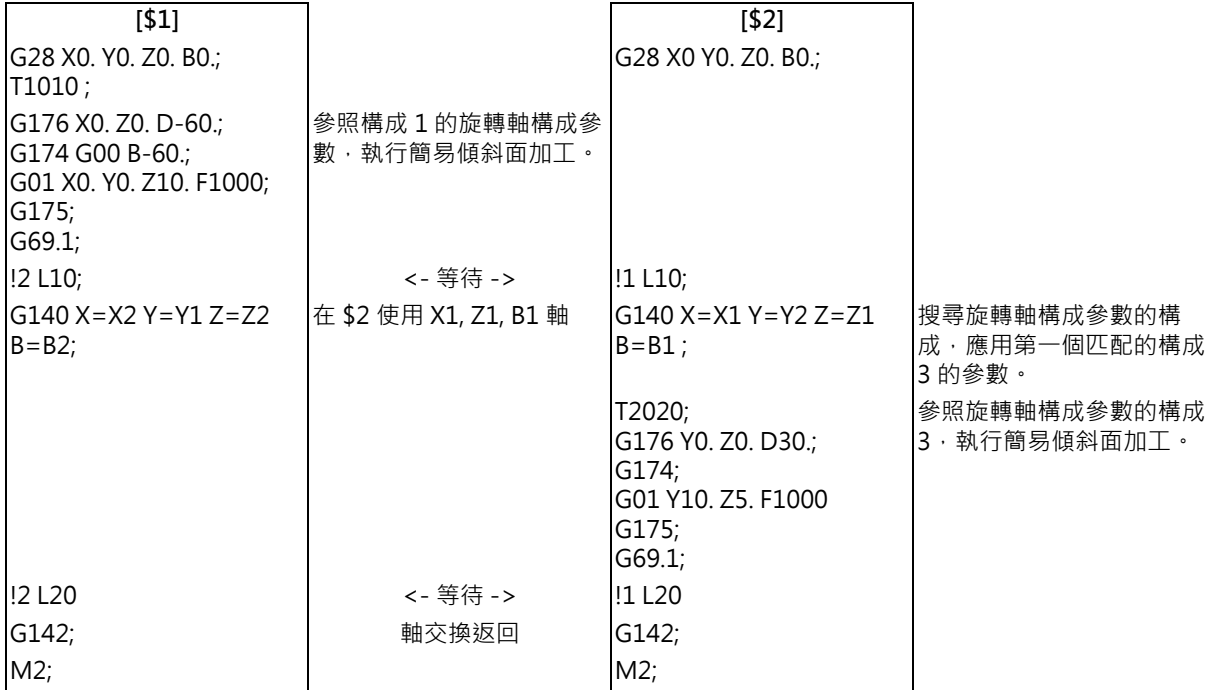 [$1] [$2]
G28 X0. Y0. Z0. B0.; G28 X0 Y0. Z0. B0.;
T1010 ;
G176 X0. Z0. D-60.; 參照構成 1 的旋轉軸構成參
G174 G00 B-60.; 數，執行簡易傾斜面加工。
G01 X0. Y0. Z10. F1000;
G175;
G69.1;
!2 L10; <- 等待 -> !1 L10;
G140 X=X2 Y=Y1 Z=Z2 在 $2 使用 X1, Z1, B1 軸 G140 X=X1 Y=Y2 Z=Z1 搜尋旋轉軸構成參數的構
B=B2; B=B1 ; 成，應用第一個匹配的構成
3 的參數。
T2020; 參照旋轉軸構成參數的構成
G176 Y0. Z0. D30.; 3，執行簡易傾斜面加工。
G174;
G01 Y10. Z5. F1000
G175;
G69.1;
!2 L20 <- 等待 -> !1 L20
G142; 軸交換返回 G142;
M2; M2;